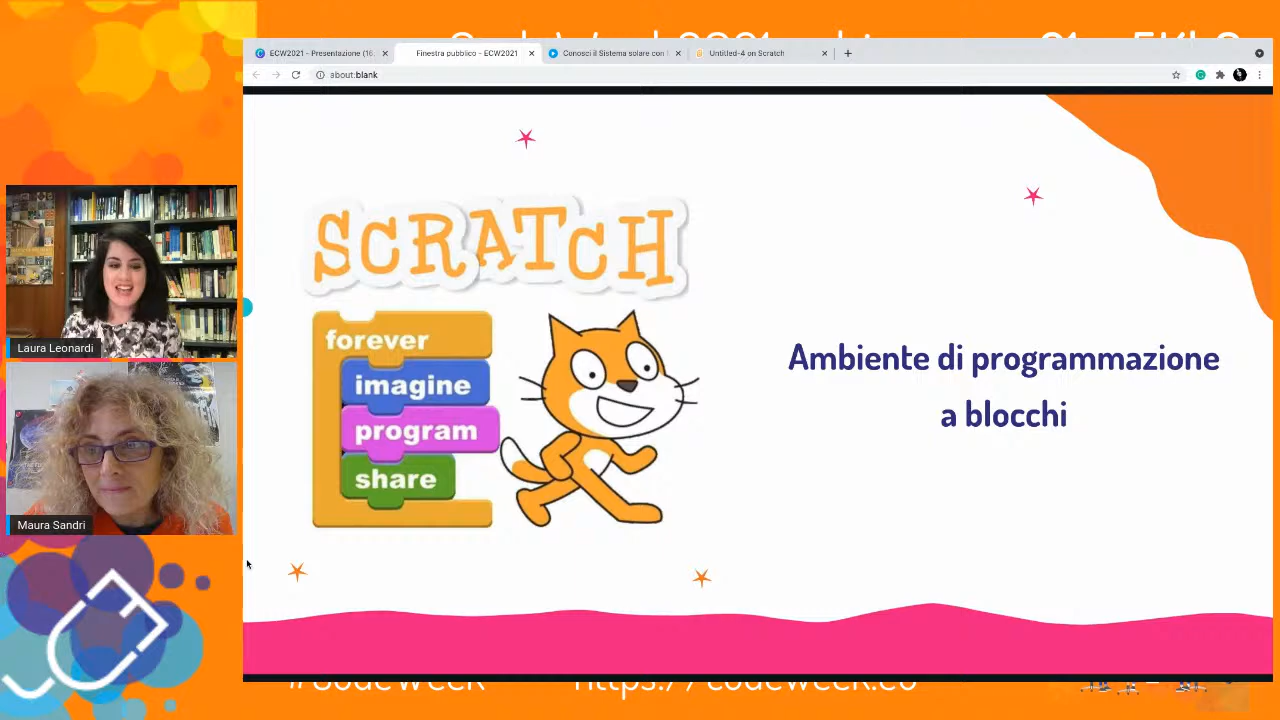 ECW2021 - Presentazione (16.
Finestra pubblico - ECW2021
Conosci il Sistema solare con
Untitled-4 on Scratch
about:blank
SCRATCH
forever
imagine
program
share
Ambiente di programmazione
a blocchi
Laura Leonardi
Maura Sandri
#CodeWeek
https://codeweek.eu